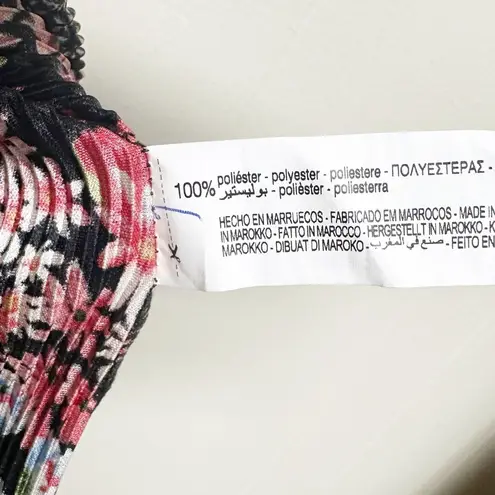 100% poliéster - polyester - poliestere - ΠΟΛΥΕΣΤΕΡΑΣ -
بوليستير - polièster - poliesterra
HECHO EN MARRUECOS - FABRICADO EM MARROCOS - MADE IN
IN MAROKKO - FATTO IN MAROCCO - HERGESTELLT IN MAROKKO - K
MAROKKO - DIBUAT DI MAROKO - صنع في المغرب - FEITO EN